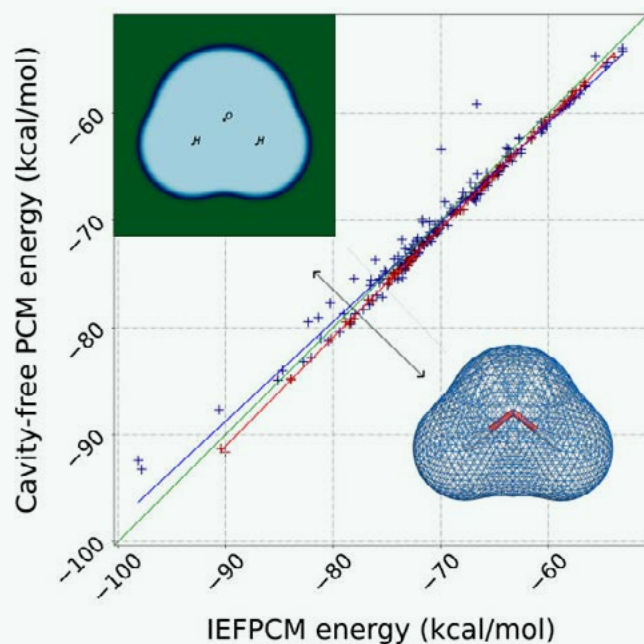 O
H H
Cavity-free PCM energy (kcal/mol)
−60
−70
−80
−90
−100
−100 −90 −80 −70 −60
IEFPCM energy (kcal/mol)